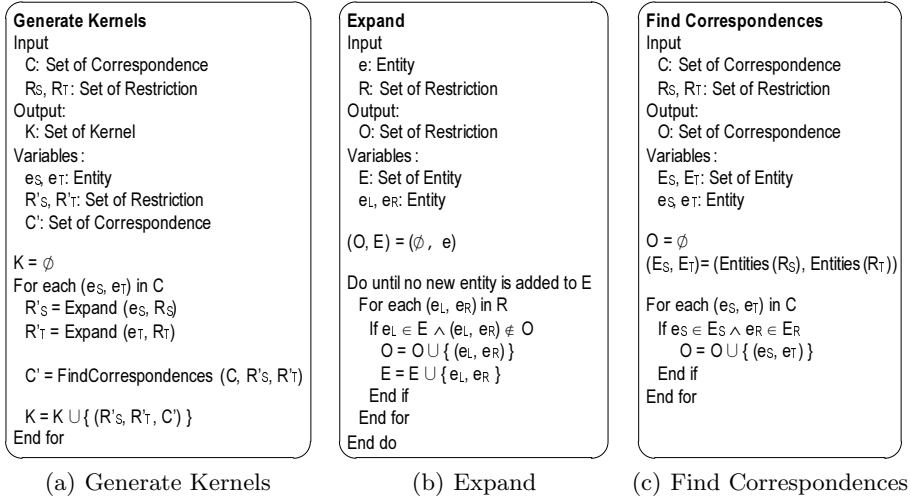 Generate Kernels
Input
C: Set of Correspondence
RS, RT: Set of Restriction
Output:
K: Set of Kernel
Variables:
eS, eT: Entity
R'S, R'T: Set of Restriction
C': Set of Correspondence
K = ∅
For each (eS, eT) in C
R'S = Expand (eS, RS)
R'T = Expand (eT, RT)
C' = FindCorrespondences (C, R'S, R'T)
K = K ∪ { (R'S, R'T, C') }
End for
(a) Generate Kernels
Expand
Input
e: Entity
R: Set of Restriction
Output:
O: Set of Restriction
Variables:
E: Set of Entity
eL, eR: Entity
(O, E) = (∅, e)
Do until no new entity is added to E
For each (eL, eR) in R
If eL ∈ E ∧ (eL, eR) ∉ O
O = O ∪ { (eL, eR) }
E = E ∪ { eL, eR }
End if
End for
End do
(b) Expand
Find Correspondences
Input
C: Set of Correspondence
RS, RT: Set of Restriction
Output:
O: Set of Correspondence
Variables:
ES, ET: Set of Entity
eS, eT: Entity
O = ∅
(ES, ET) = (Entities (RS), Entities (RT))
For each (eS, eT) in C
If eS ∈ ES ∧ eR ∈ ER
O = O ∪ { (eS, eT) }
End if
End for
(c) Find Correspondences